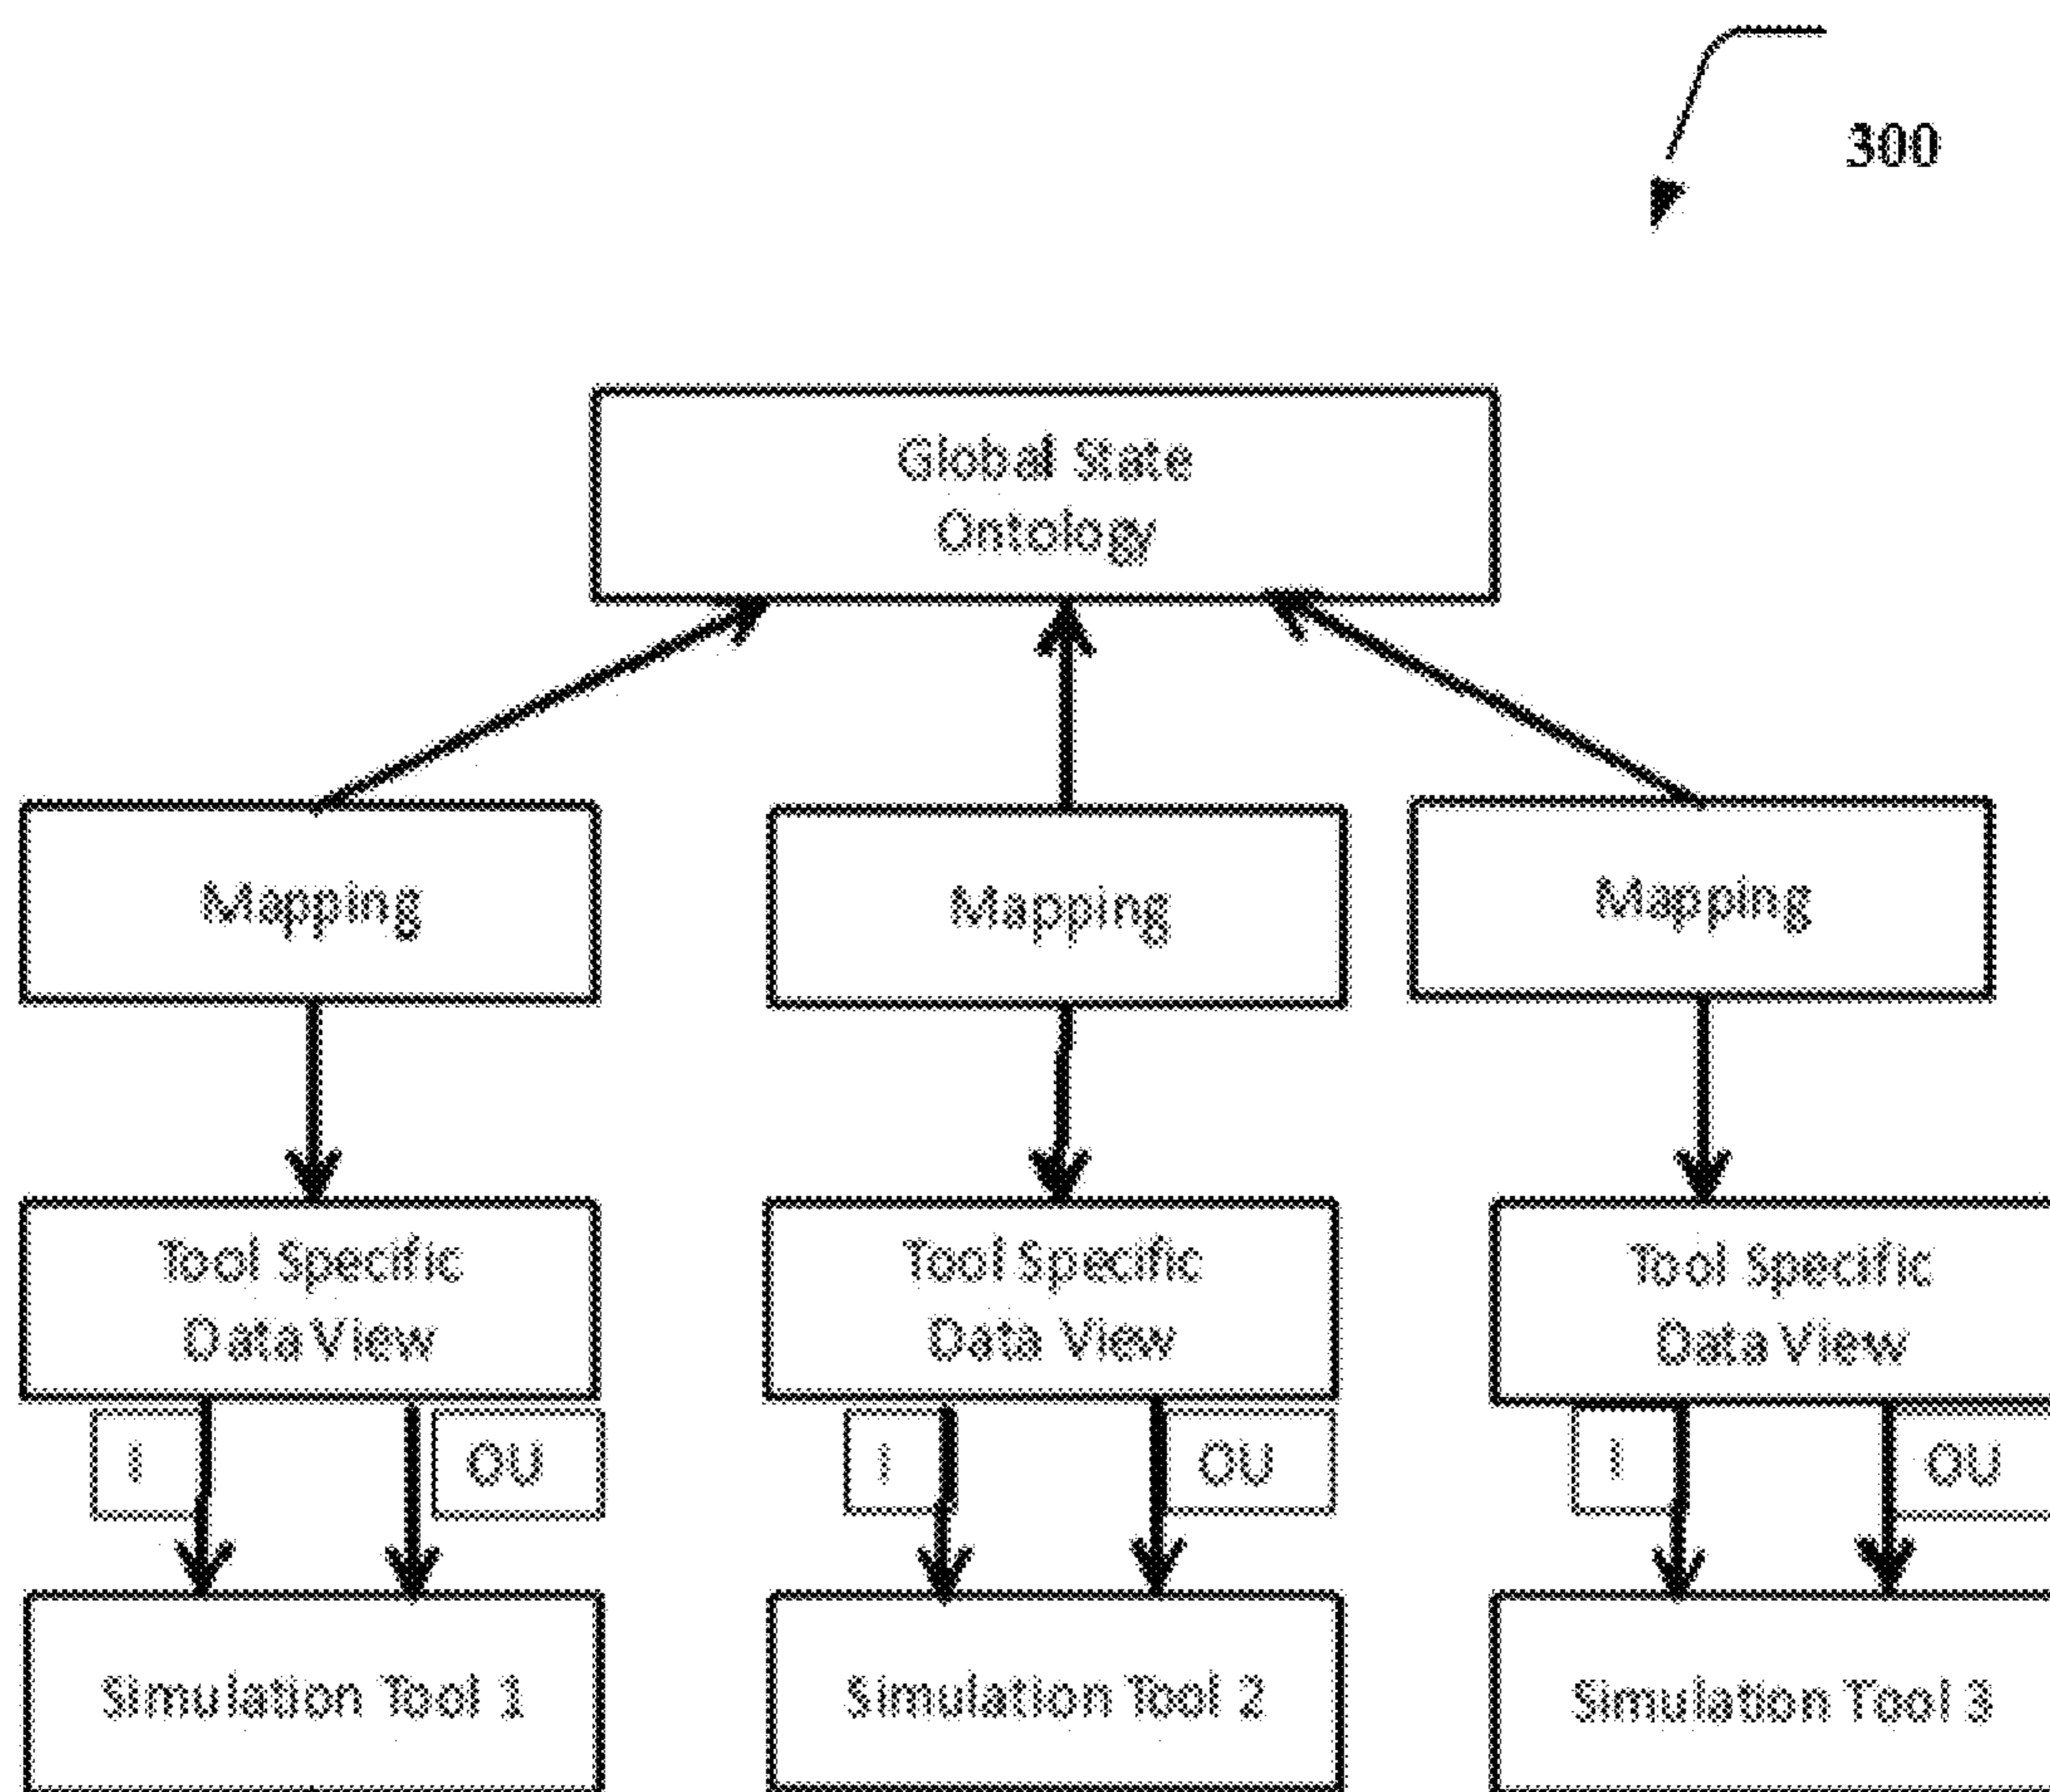 300
Global State
Ontology
Mapping
Mapping
Mapping
Tool Specific
Data View
Tool Specific
Data View
Tool Specific
Data View
I
OU
I
OU
I
OU
Simulation Tool 1
Simulation Tool 2
Simulation Tool 3